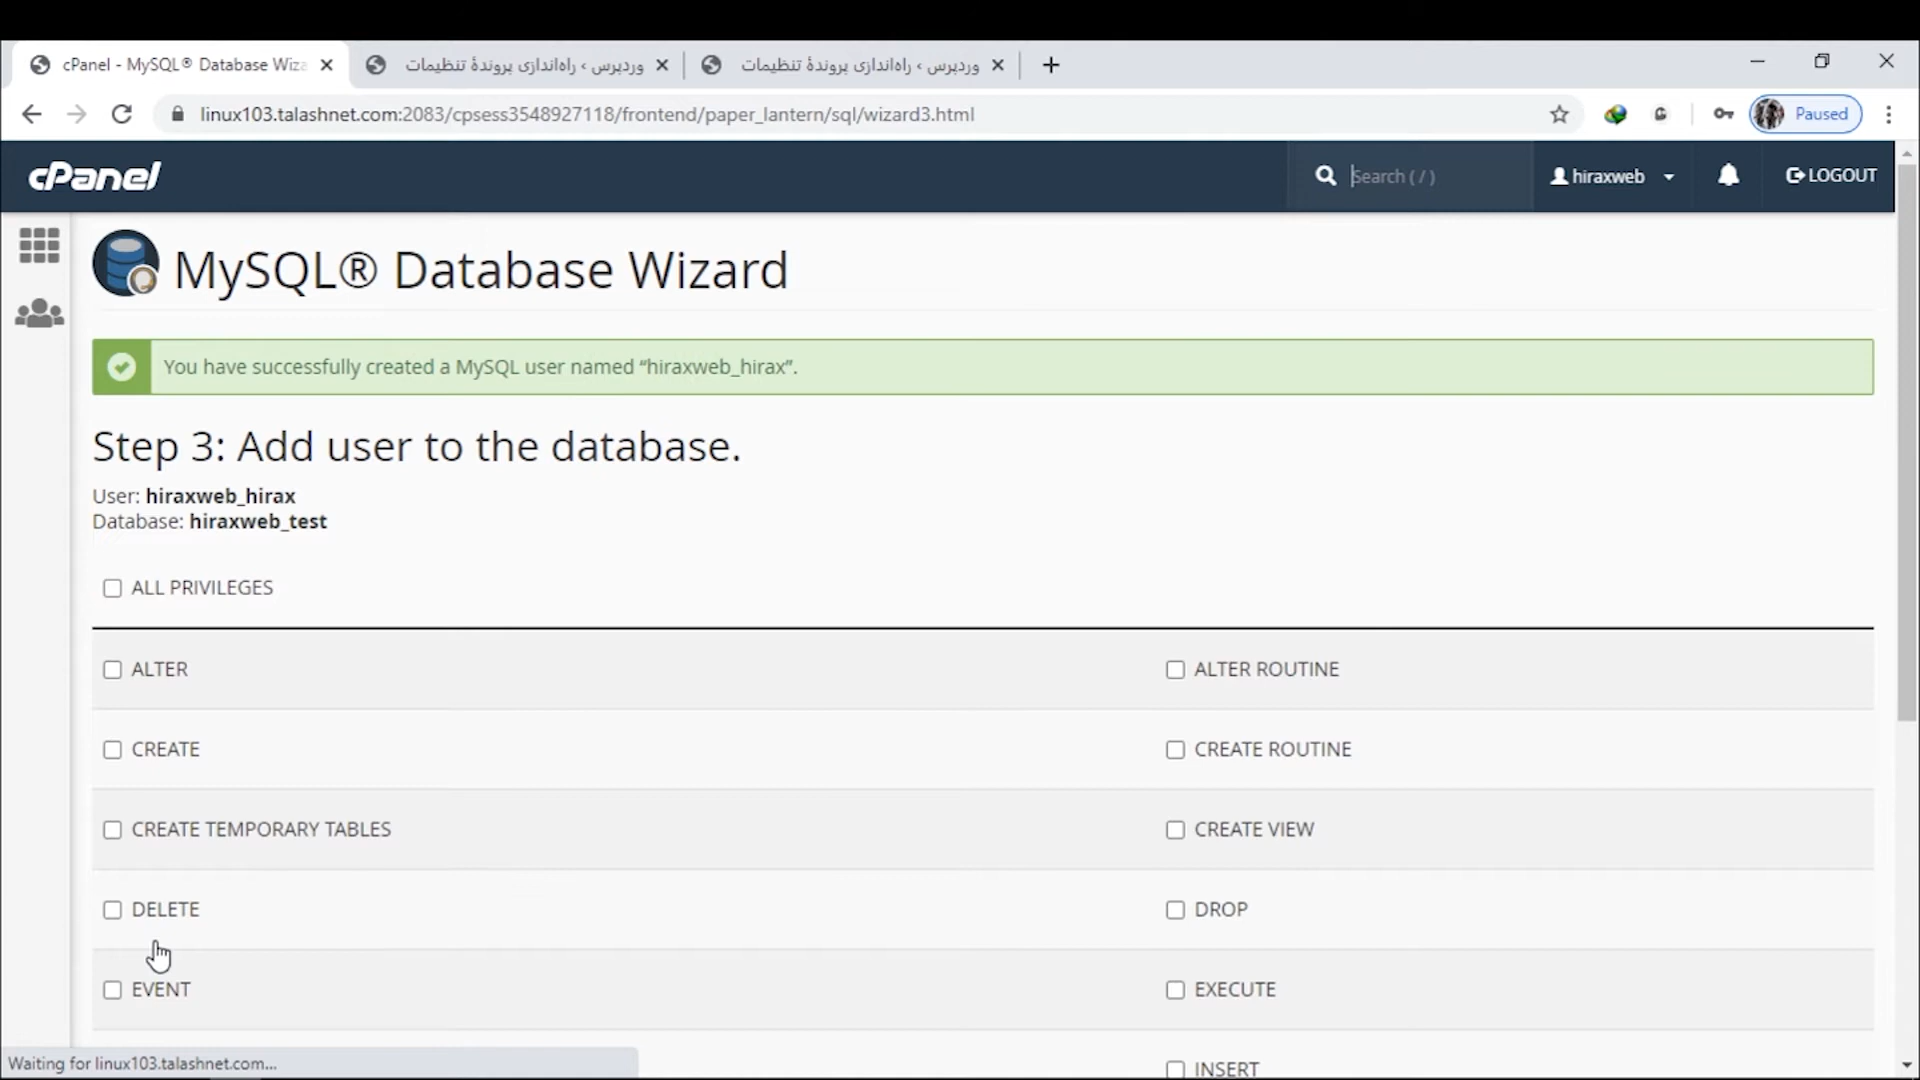 cPanel - MySQL® Database Wiza
وردپرس › راه‌اندازی پروندهٔ تنظیمات
وردپرس › راه‌اندازی پروندهٔ تنظیمات
linux103.talashnet.com:2083/cpsess3548927118/frontend/paper_lantern/sql/wizard3.html
Paused
cPanel
Search ( / )
hiraxweb
LOGOUT
MySQL® Database Wizard
You have successfully created a MySQL user named “hiraxweb_hirax”.
Step 3: Add user to the database.
User: hiraxweb_hirax
Database: hiraxweb_test
ALL PRIVILEGES
ALTER
ALTER ROUTINE
CREATE
CREATE ROUTINE
CREATE TEMPORARY TABLES
CREATE VIEW
DELETE
DROP
EVENT
EXECUTE
INSERT
Waiting for linux103.talashnet.com...